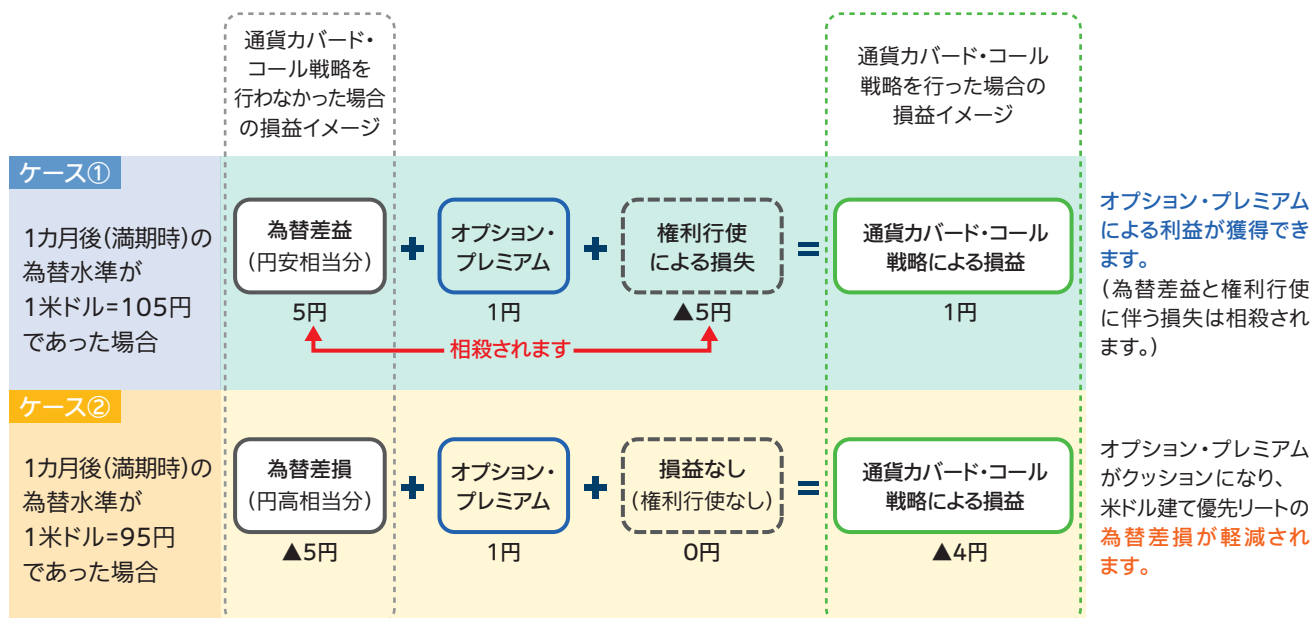 通貨カバード・
コール戦略を
行わなかった場合
の損益イメージ
通貨カバード・コール
戦略を行った場合の
損益イメージ
ケース①
1カ月後(満期時)の
為替水準が
1米ドル=105円
であった場合
為替差益
(円安相当分)
5円
+
オプション・
プレミアム
1円
+
権利行使
による損失
▲5円
=
通貨カバード・コール
戦略による損益
1円
相殺されます
オプション・プレミアム
による利益が獲得でき
ます。
(為替差益と権利行使
に伴う損失は相殺され
ます。)
ケース②
1カ月後(満期時)の
為替水準が
1米ドル=95円
であった場合
為替差損
(円高相当分)
▲5円
+
オプション・
プレミアム
1円
+
損益なし
(権利行使なし)
0円
=
通貨カバード・コール
戦略による損益
▲4円
オプション・プレミアム
がクッションになり、
米ドル建て優先リートの
為替差損が軽減され
ます。